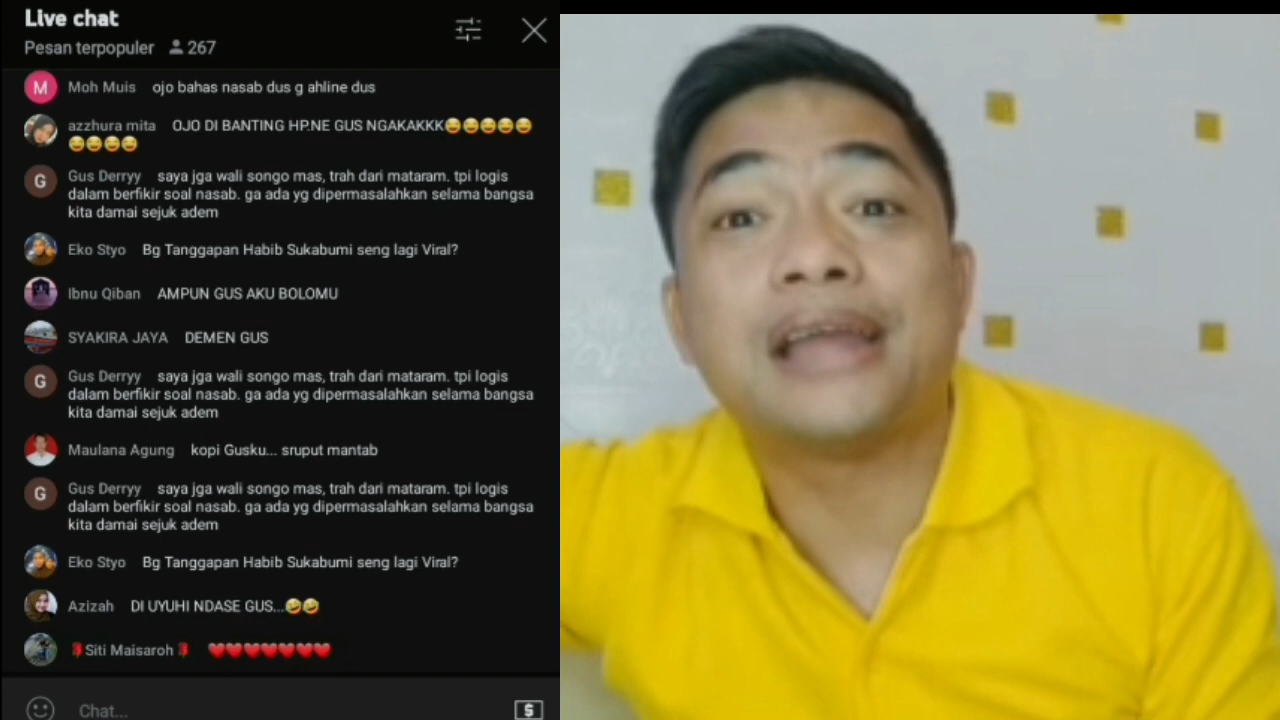 Live chat
Pesan terpopuler 267
M Moh Muis ojo bahas nasab dus g ahline dus
azzhura mita OJO DI BANTING HP.NE GUS NGAKAKKK😂😂😂😂😂
😂😂😂😂
G Gus Derryy saya jga wali songo mas, trah dari mataram. tpi logis
dalam berfikir soal nasab. ga ada yg dipermasalahkan selama bangsa
kita damai sejuk adem
Eko Styo Bg Tanggapan Habib Sukabumi seng lagi Viral?
Ibnu Qiban AMPUN GUS AKU BOLOMU
SYAKIRA JAYA DEMEN GUS
G Gus Derryy saya jga wali songo mas, trah dari mataram. tpi logis
dalam berfikir soal nasab. ga ada yg dipermasalahkan selama bangsa
kita damai sejuk adem
Maulana Agung kopi Gusku... sruput mantab
G Gus Derryy saya jga wali songo mas, trah dari mataram. tpi logis
dalam berfikir soal nasab. ga ada yg dipermasalahkan selama bangsa
kita damai sejuk adem
Eko Styo Bg Tanggapan Habib Sukabumi seng lagi Viral?
Azizah DI UYUHI NDASE GUS...🤣🤣
🌹Siti Maisaroh🌹 ❤❤❤❤❤❤❤
Chat... $